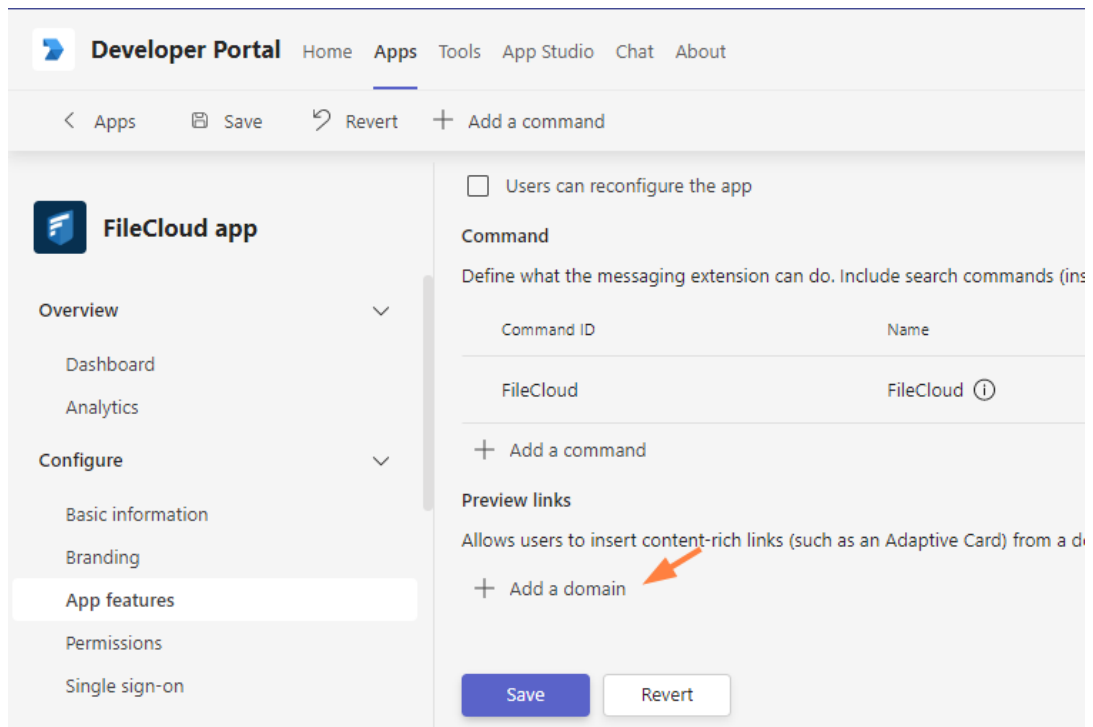 Developer Portal Home Apps Tools App Studio Chat About
Apps Save Revert Add a command
FileCloud app
Overview
Dashboard
Analytics
Configure
Basic information
Branding
App features
Permissions
Single sign-on
Users can reconfigure the app
Command
Define what the messaging extension can do. Include search commands (ins
Command ID Name
FileCloud FileCloud
Add a command
Preview links
Allows users to insert content-rich links (such as an Adaptive Card) from a
Add a domain
Save Revert